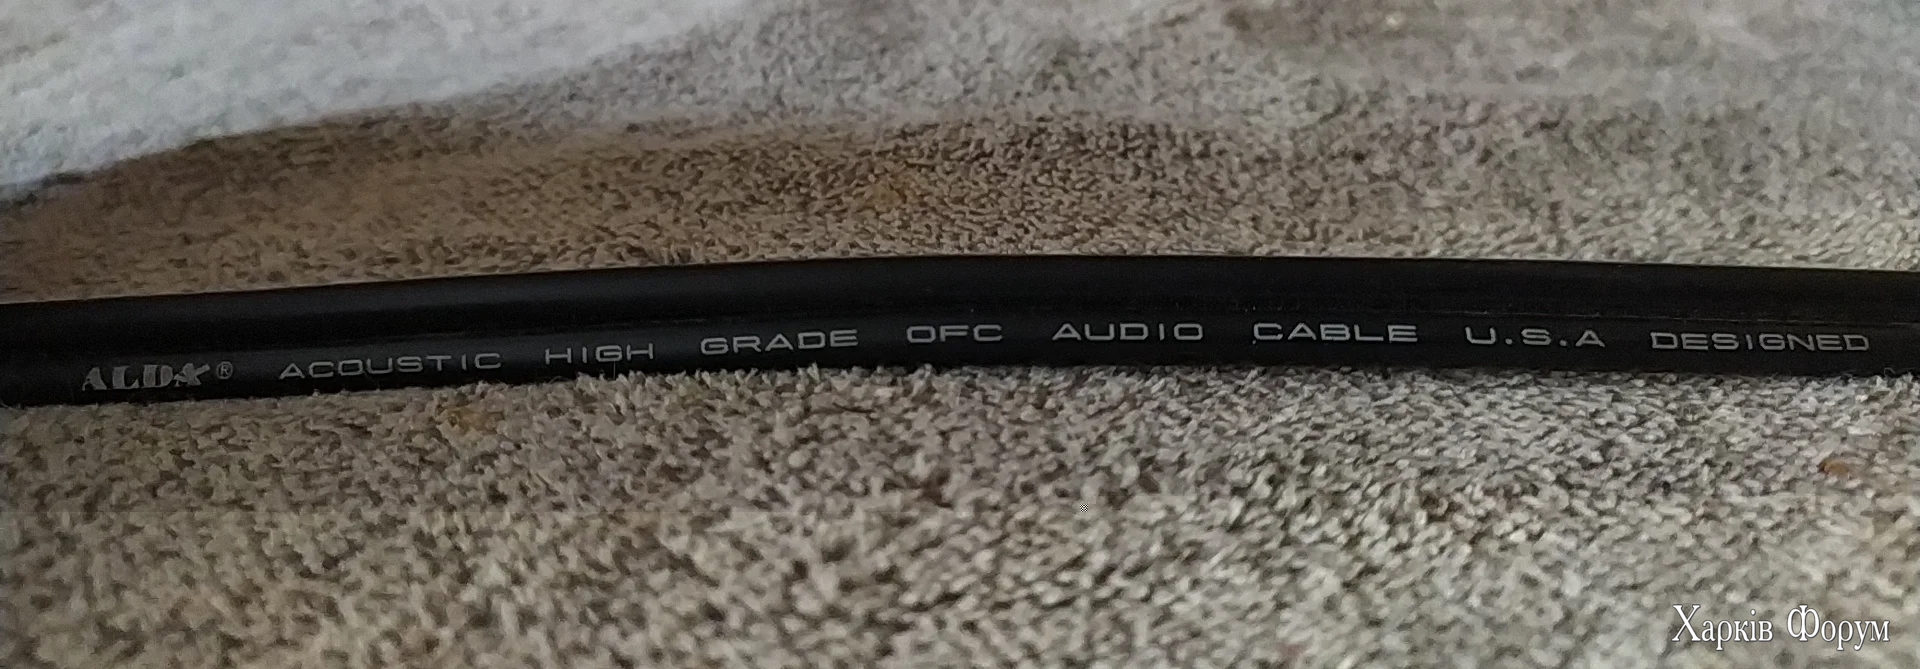 ALDA® ACOUSTIC HIGH GRADE OFC AUDIO CABLE U.S.A DESIGNED
Харків Форум